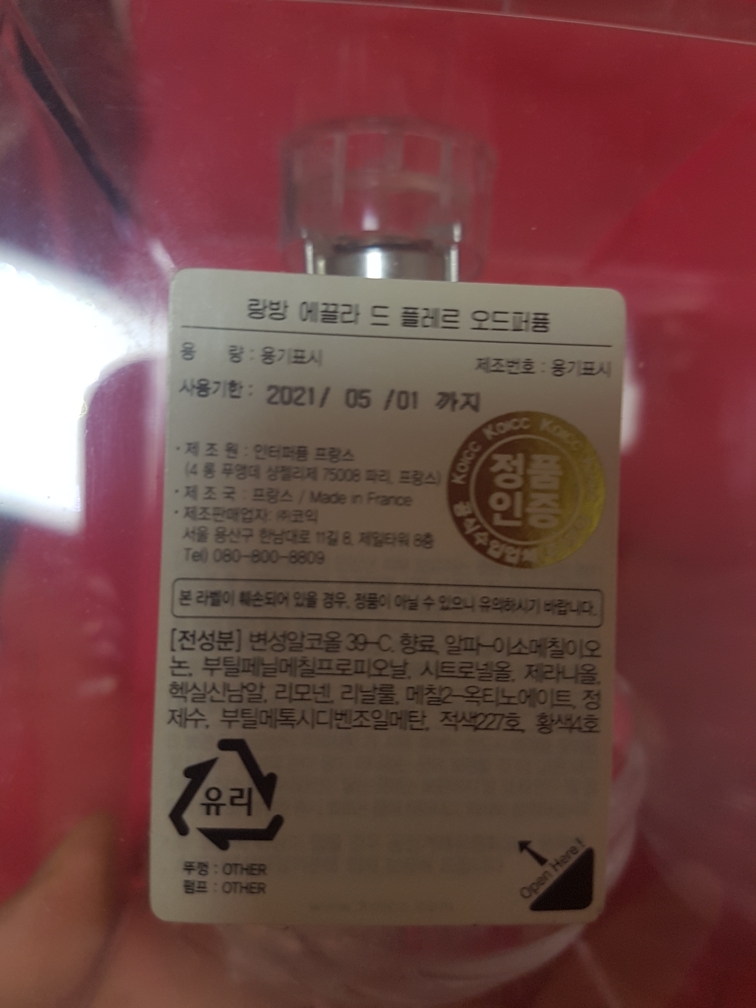 랑방 에끌라 드 플레르 오드퍼퓸
용 량 : 용기표시 제조번호 : 용기표시
사용기한 : 2021/ 05 /01 까지
· 제 조 원 : 인터퍼퓸 프랑스
(4 롱 푸앵데 샹젤리제 75008 파리, 프랑스)
· 제 조 국 : 프랑스 / Made in France
· 제조판매업자 : ㈜코익
서울 용산구 한남대로 11길 8, 제일타워 8층
Tel) 080-800-8809
Koicc Koicc Koicc
정품
인증
공식수입업체
본 라벨이 훼손되어 있을 경우, 정품이 아닐 수 있으니 유의하시기 바랍니다.
[전성분] 변성알코올 39-C, 향료, 알파-이소메칠이오
논, 부틸페닐메칠프로피오날, 시트로넬올, 제라니올,
헥실신남알, 리모넨, 리날룰, 메칠2-옥티노에이트, 정
제수, 부틸메톡시디벤조일메탄, 적색227호, 황색4호
유리
뚜껑 : OTHER
펌프 : OTHER
Open Here !